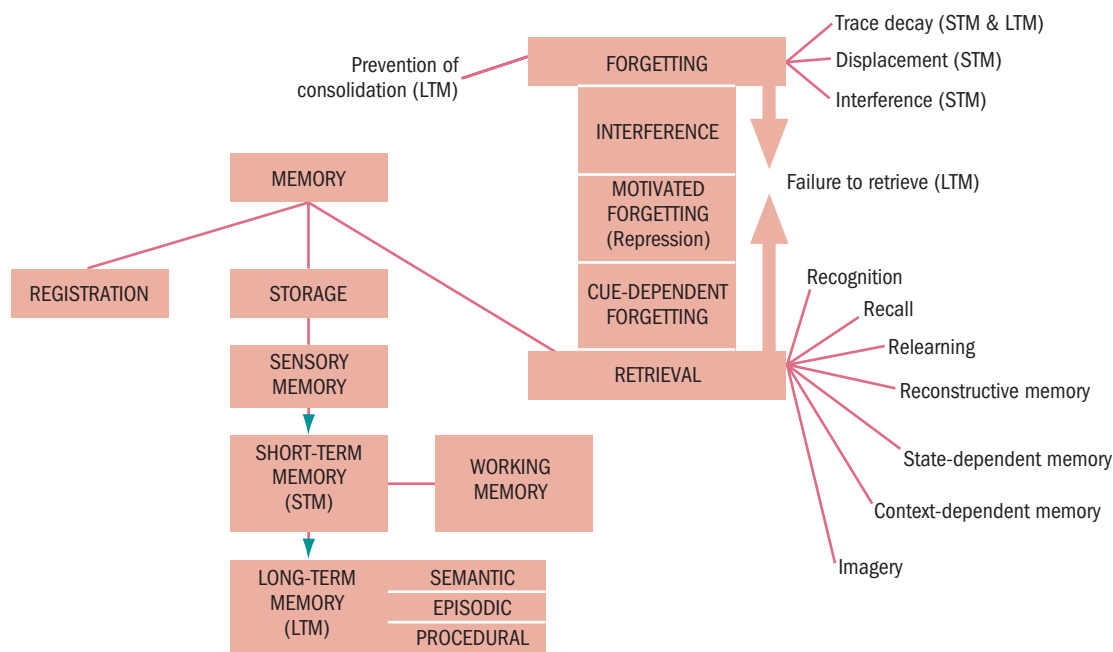 Trace decay (STM & LTM)
Prevention of
consolidation (LTM)
FORGETTING
Displacement (STM)
Interference (STM)
INTERFERENCE
MEMORY
Failure to retrieve (LTM)
MOTIVATED
FORGETTING
(Repression)
REGISTRATION
STORAGE
CUE-DEPENDENT
FORGETTING
Recognition
Recall
Relearning
SENSORY
MEMORY
RETRIEVAL
Reconstructive memory
SHORT-TERM
MEMORY
(STM)
WORKING
MEMORY
State-dependent memory
Context-dependent memory
Imagery
LONG-TERM
MEMORY
(LTM)
SEMANTIC
EPISODIC
PROCEDURAL